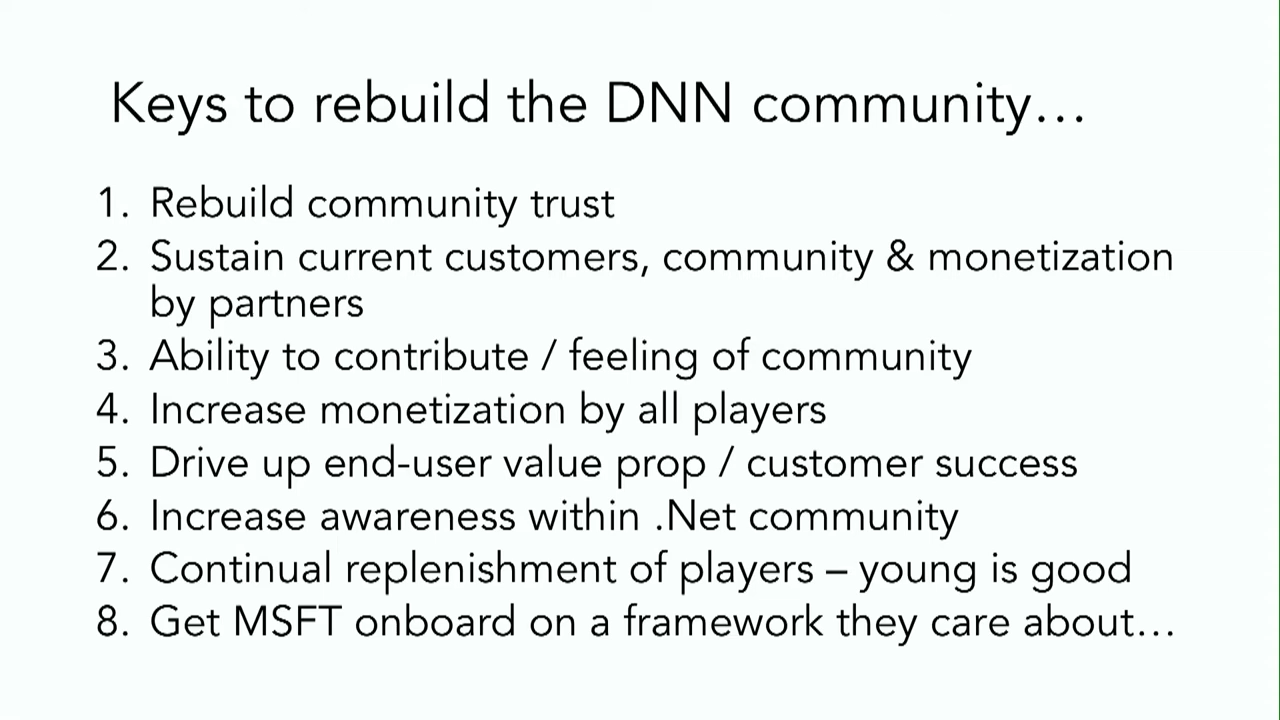 Keys to rebuild the DNN community...
1. Rebuild community trust
2. Sustain current customers, community & monetization
by partners
3. Ability to contribute / feeling of community
4. Increase monetization by all players
5. Drive up end-user value prop / customer success
6. Increase awareness within .Net community
7. Continual replenishment of players – young is good
8. Get MSFT onboard on a framework they care about...